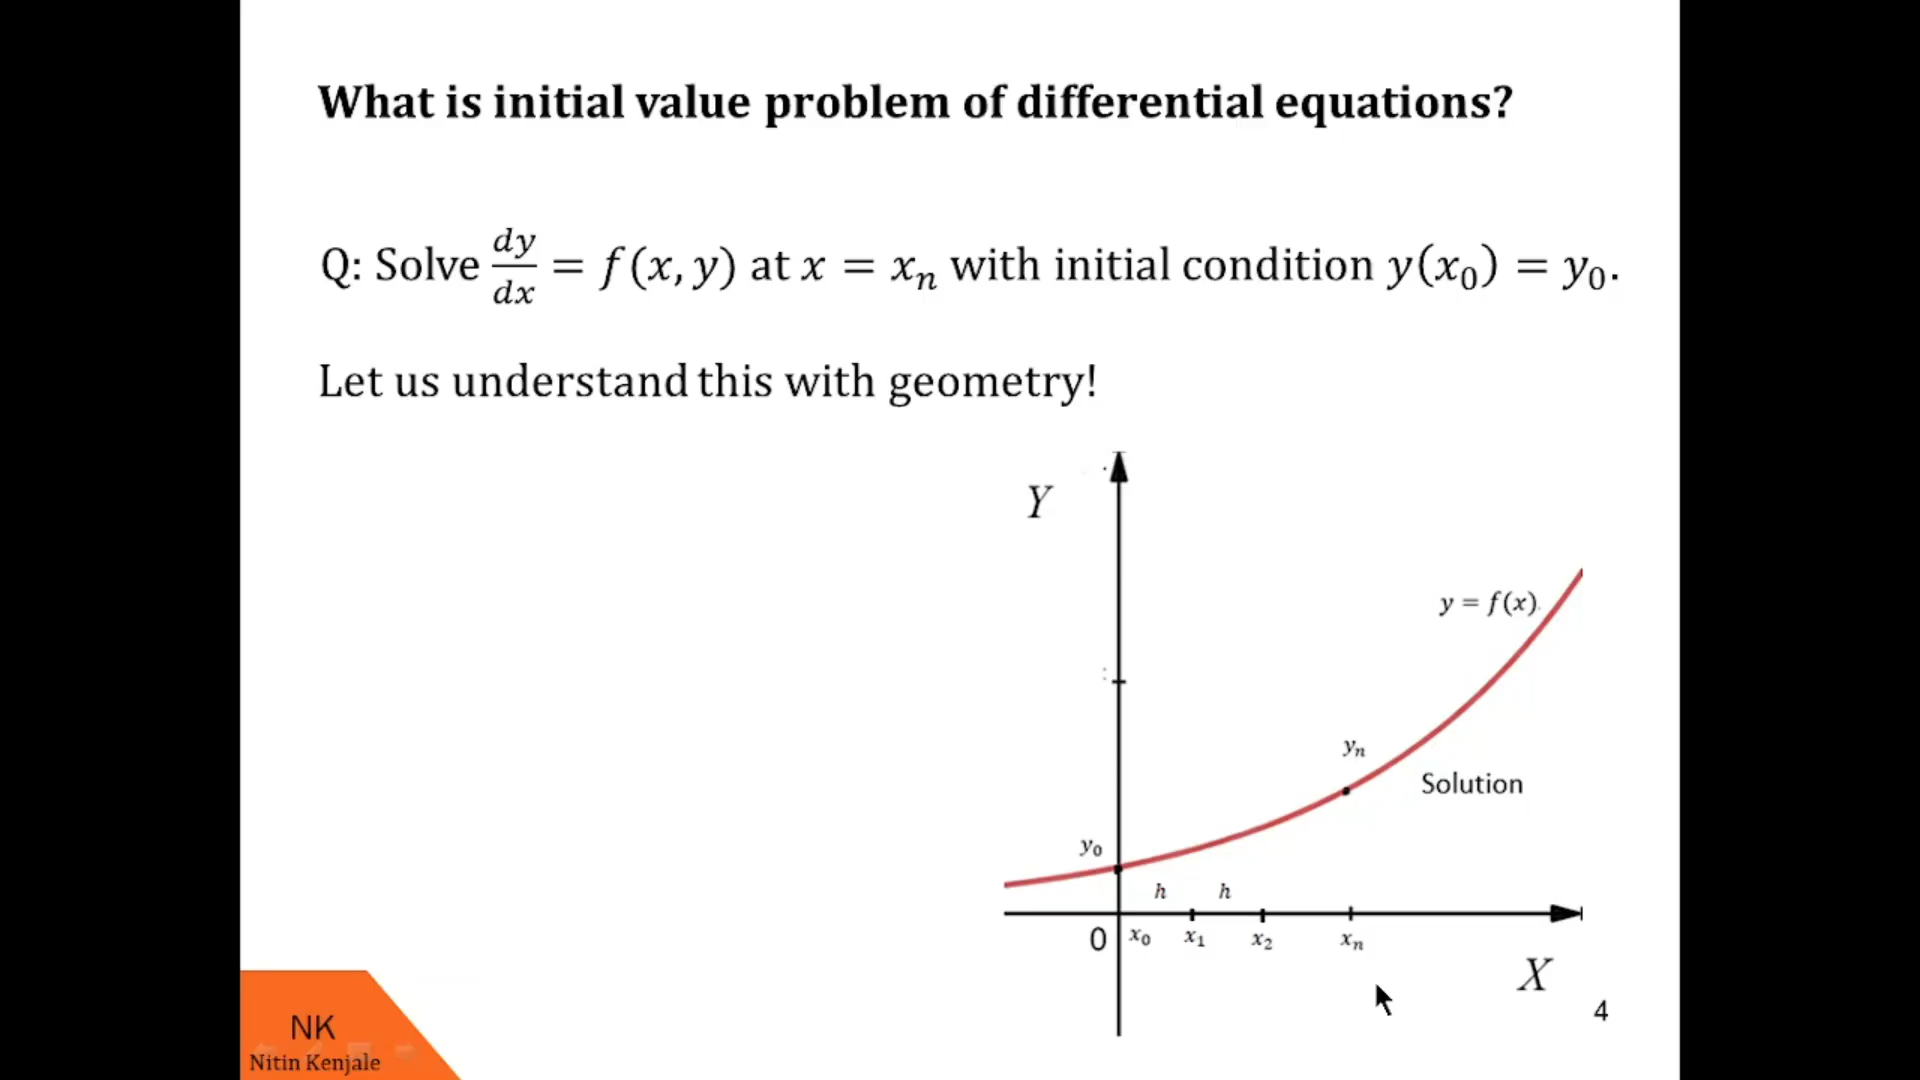 What is initial value problem of differential equations?
Q: Solve dy/dx = f(x, y) at x = xₙ with initial condition y(x₀) = y₀.
Let us understand this with geometry!
Y
y = f(x)
yₙ
Solution
y₀
h h
0 x₀ x₁ x₂ xₙ
X
4
NK
Nitin Kenjale